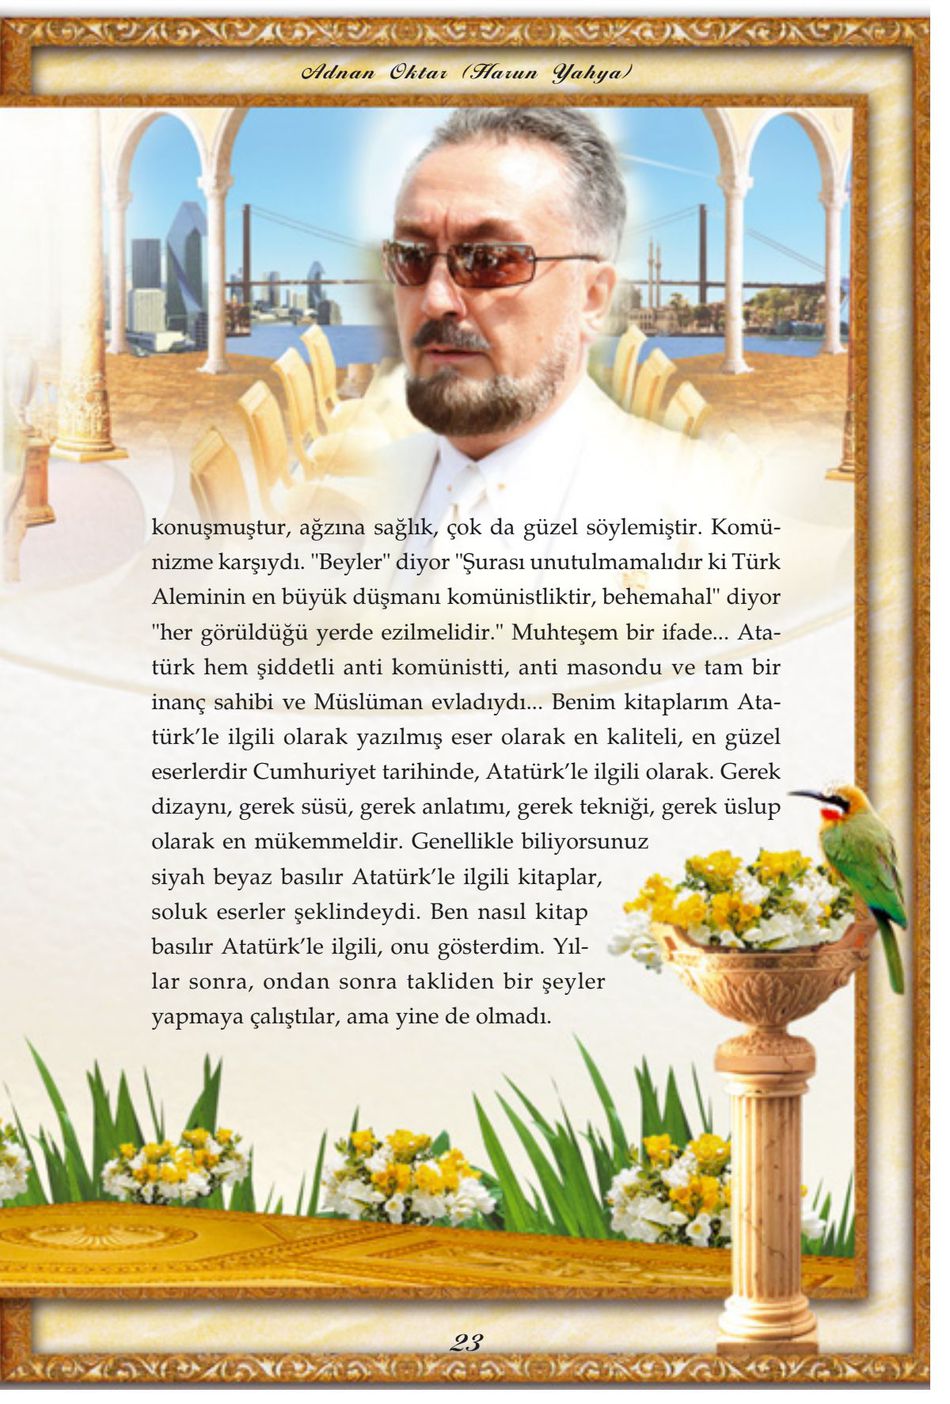 Adnan Oktar (Harun Yahya)
konuşmuştur, ağzına sağlık, çok da güzel söylemiştir. Komü-
nizme karşıydı. "Beyler" diyor "Şurası unutulmamalıdır ki Türk
Aleminin en büyük düşmanı komünistliktir, behemahal" diyor
"her görüldüğü yerde ezilmelidir." Muhteşem bir ifade... Ata-
türk hem şiddetli anti komünistti, anti masondu ve tam bir
inanç sahibi ve Müslüman evladıydı... Benim kitaplarım Ata-
türk’le ilgili olarak yazılmış eser olarak en kaliteli, en güzel
eserlerdir Cumhuriyet tarihinde, Atatürk’le ilgili olarak. Gerek
dizaynı, gerek süsü, gerek anlatımı, gerek tekniği, gerek üslup
olarak en mükemmeldir. Genellikle biliyorsunuz
siyah beyaz basılır Atatürk’le ilgili kitaplar,
soluk eserler şeklindeydi. Ben nasıl kitap
basılır Atatürk’le ilgili, onu gösterdim. Yıl-
lar sonra, ondan sonra takliden bir şeyler
yapmaya çalıştılar, ama yine de olmadı.
23